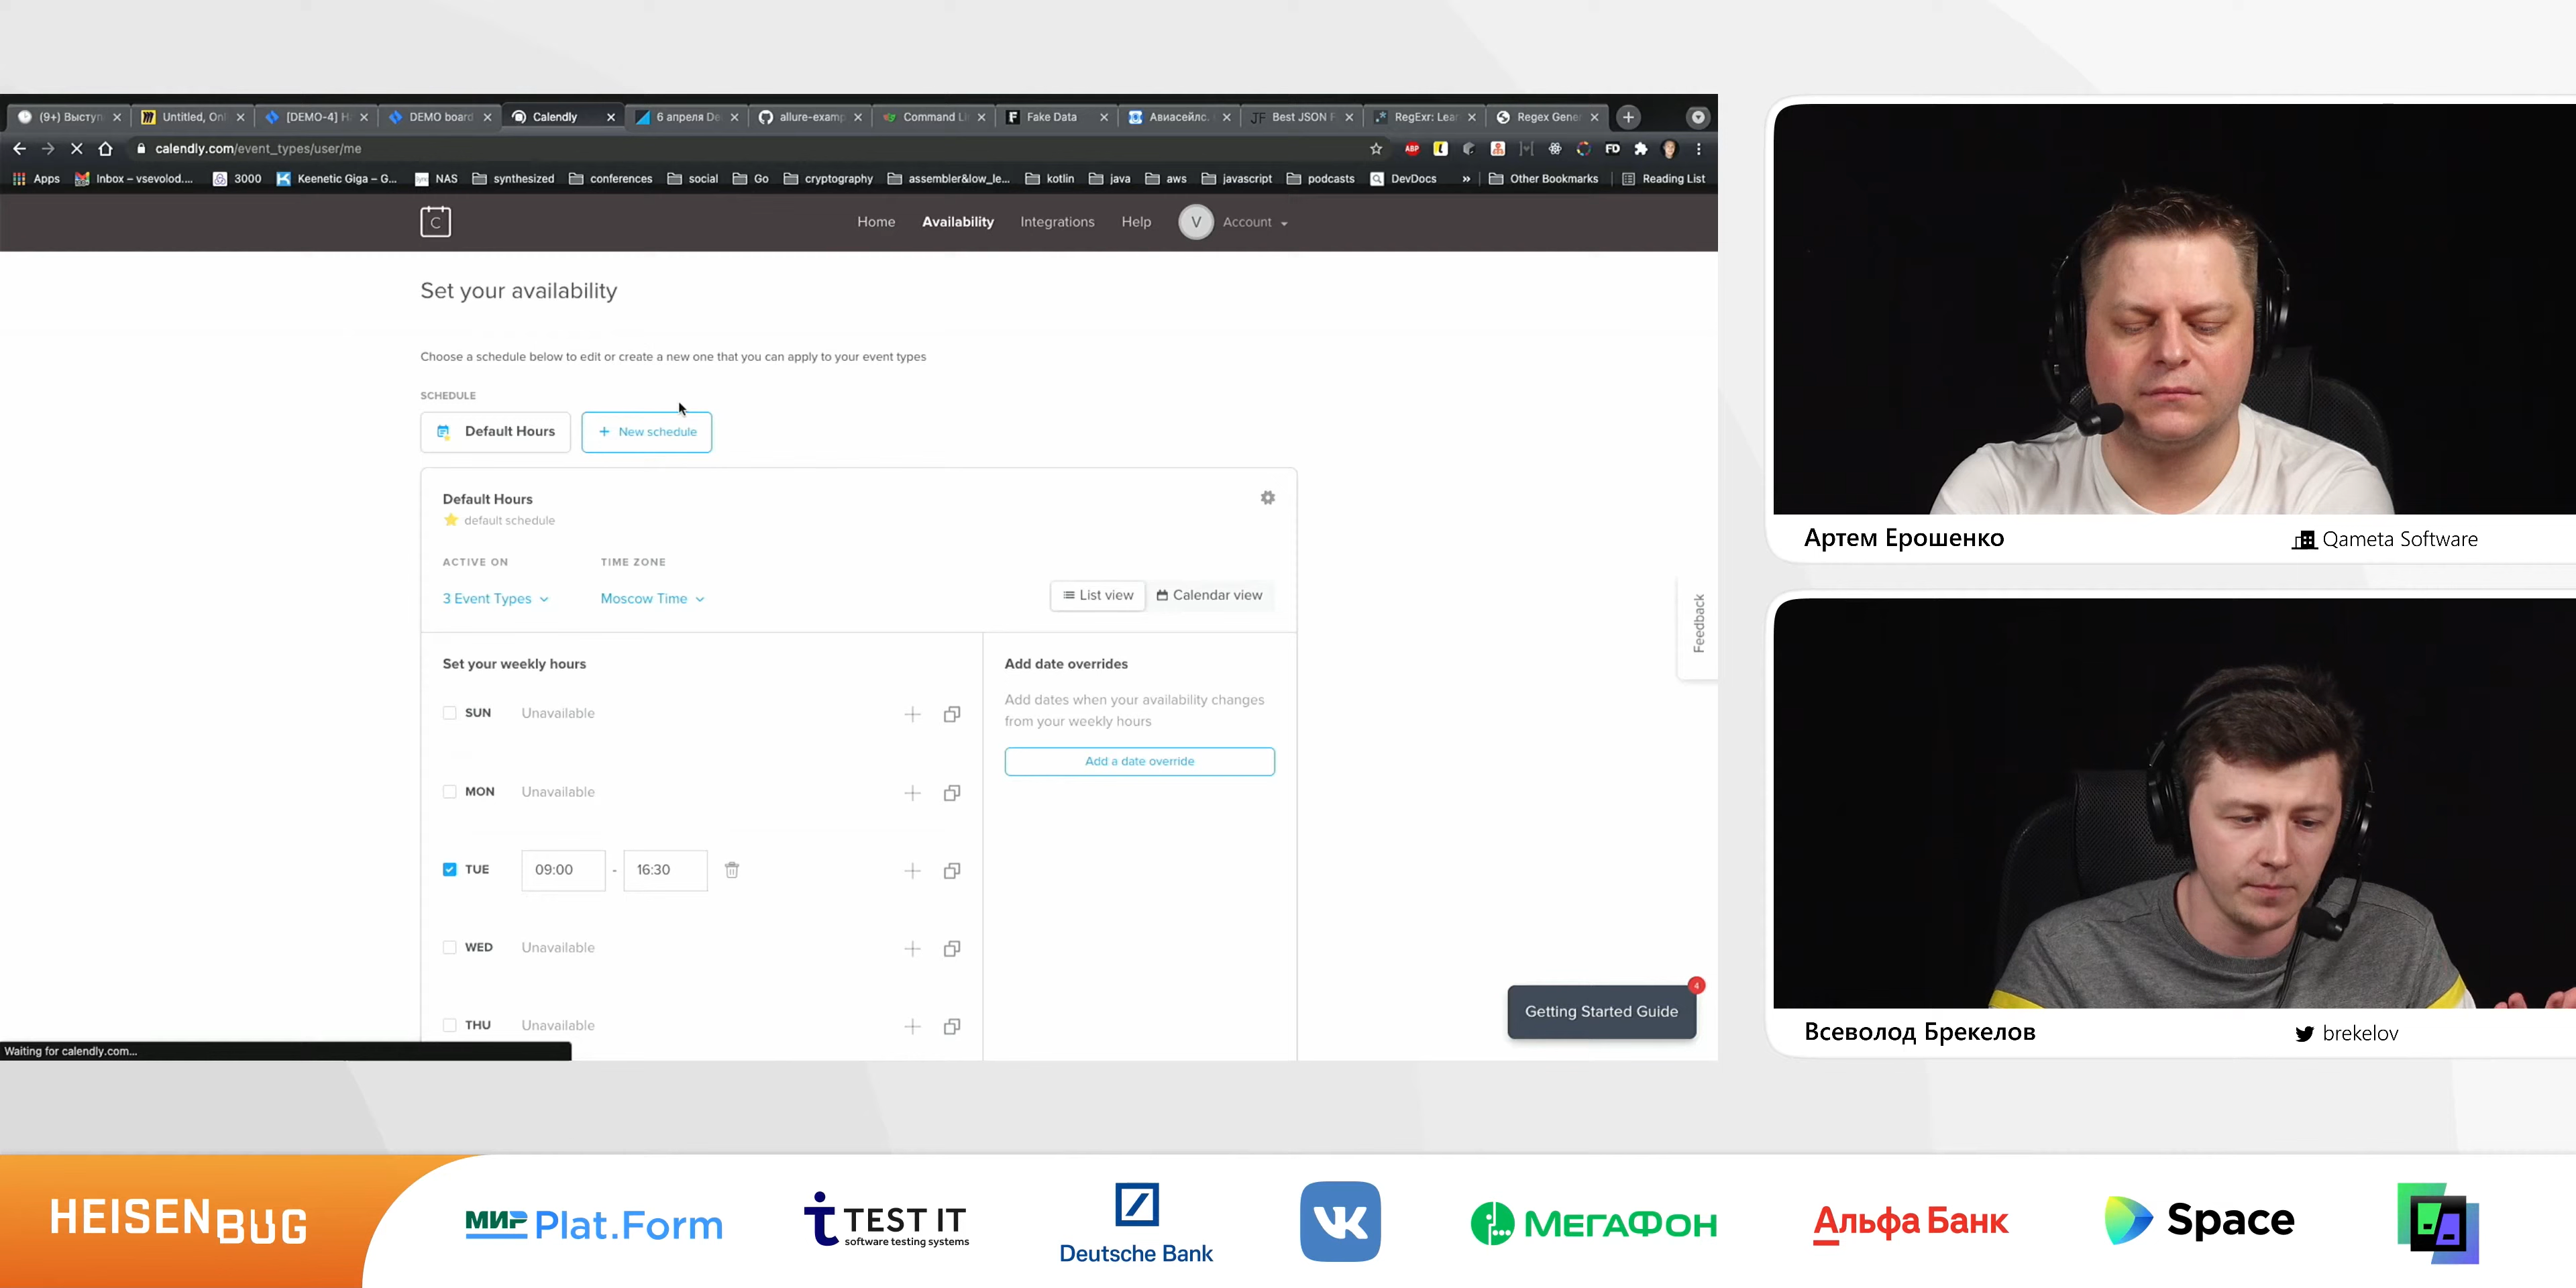 (9+) Выступ
Untitled, Onl
[DEMO-4] H
DEMO board
Calendly
6 апреля De
allure-examp
Command Li
Fake Data
Авиасейлс.
Best JSON F
RegExr: Lear
Regex Gener
calendly.com/event_types/user/me
ABP
FD
Apps
Inbox – vsevolod....
3000
Keenetic Giga – G...
NAS
synthesized
conferences
social
Go
cryptography
assembler&low_le...
kotlin
java
aws
javascript
podcasts
DevDocs
»
Other Bookmarks
Reading List
C
Home
Availability
Integrations
Help
V
Account
Set your availability
Choose a schedule below to edit or create a new one that you can apply to your event types
SCHEDULE
Default Hours
+ New schedule
Default Hours
default schedule
ACTIVE ON
TIME ZONE
3 Event Types
Moscow Time
List view
Calendar view
Set your weekly hours
SUN Unavailable
MON Unavailable
TUE 09:00 - 16:30
WED Unavailable
THU Unavailable
Add date overrides
Add dates when your availability changes
from your weekly hours
Add a date override
Feedback
4
Getting Started Guide
Waiting for calendly.com...
Артем Ерошенко
Qameta Software
Всеволод Брекелов
brekelov
HEISENBUG
МИР Plat.Form
TEST IT
software testing systems
Deutsche Bank
VK
МЕГАФОН
Альфа Банк
Space